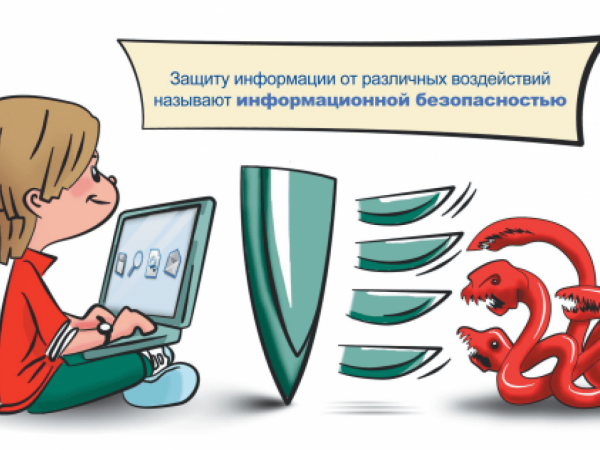 Защиту информации от различных воздействий
называют информационной безопасностью